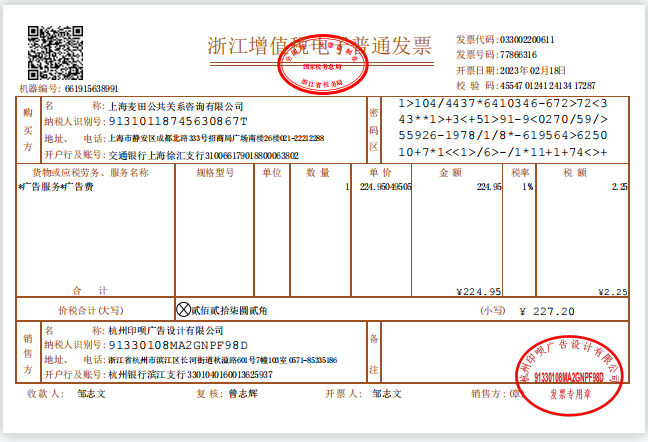 浙江增值税电子普通发票
发票代码:033002200611
发票号码:77866316
开票日期:2023年02月18日
校 验 码:45547 01241 24134 17287
机器编号:661915638991
国家税务总局
浙江省税务局
购买方
名 称:上海麦田公共关系咨询有限公司
纳税人识别号:91310118745630867T
地址、 电话:上海市静安区成都北路333号招商局广场南楼26楼021-22212288
开户行及账号:交通银行上海徐汇支行310066179018800063802
密码区
1>104/4437*6410346-672>72<3
43**1>+3<+51>91-9<0270/59/>
55926-1978/1/8*-619564>6250
10+7*1<<1>/6>-/1*11+1+74<>+
货物或应税劳务、服务名称 规格型号 单位 数 量 单 价 金 额 税率 税 额
*广告服务*广告费 1 224.95049505 224.95 1% 2.25
合 计 ¥224.95 ¥2.25
价税合计(大写) ⊗贰佰贰拾柒圆贰角 (小写) ¥ 227.20
销售方
名 称:杭州印呗广告设计有限公司
纳税人识别号:91330108MA2GNPF98D
地址、 电话:浙江省杭州市滨江区长河街道秋溢路601号7幢103室 0571-85335186
开户行及账号:杭州银行滨江支行3301040160013625937
备注
收款人: 邹志文 复核: 曾志辉 开票人: 邹志文 销售方:(章)
杭州印呗广告设计有限公司
91330108MA2GNPF98D
发票专用章